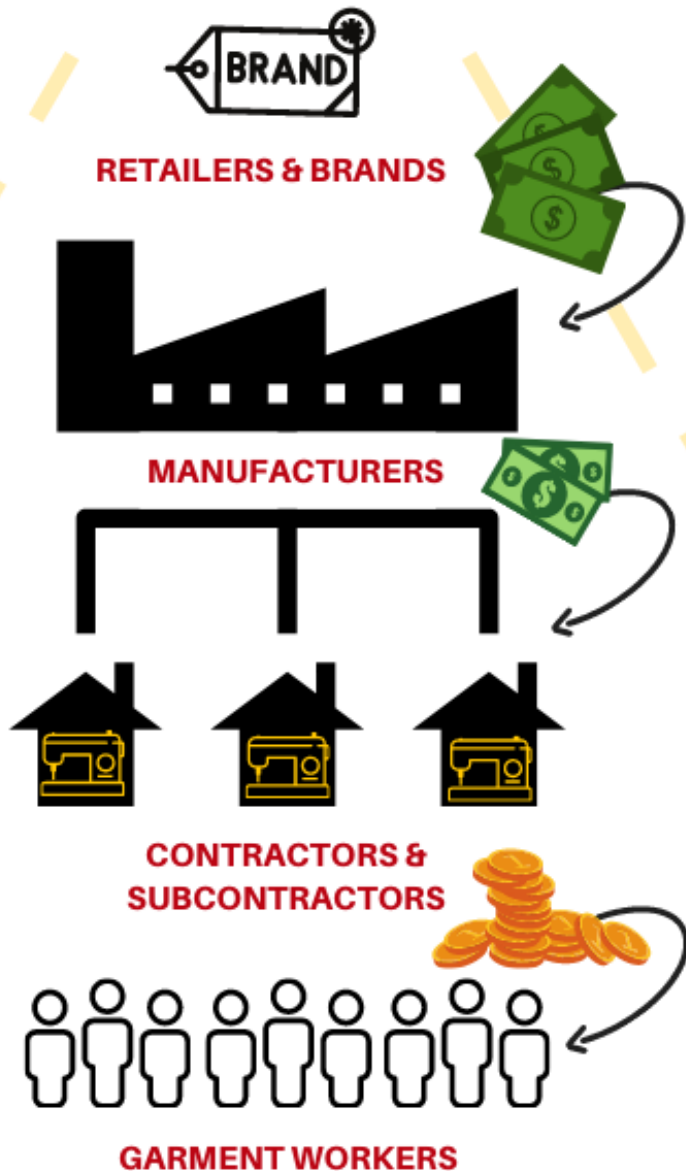 BRAND
RETAILERS & BRANDS
$
$
$
MANUFACTURERS
$
$
$
$
$
CONTRACTORS &
SUBCONTRACTORS
GARMENT WORKERS